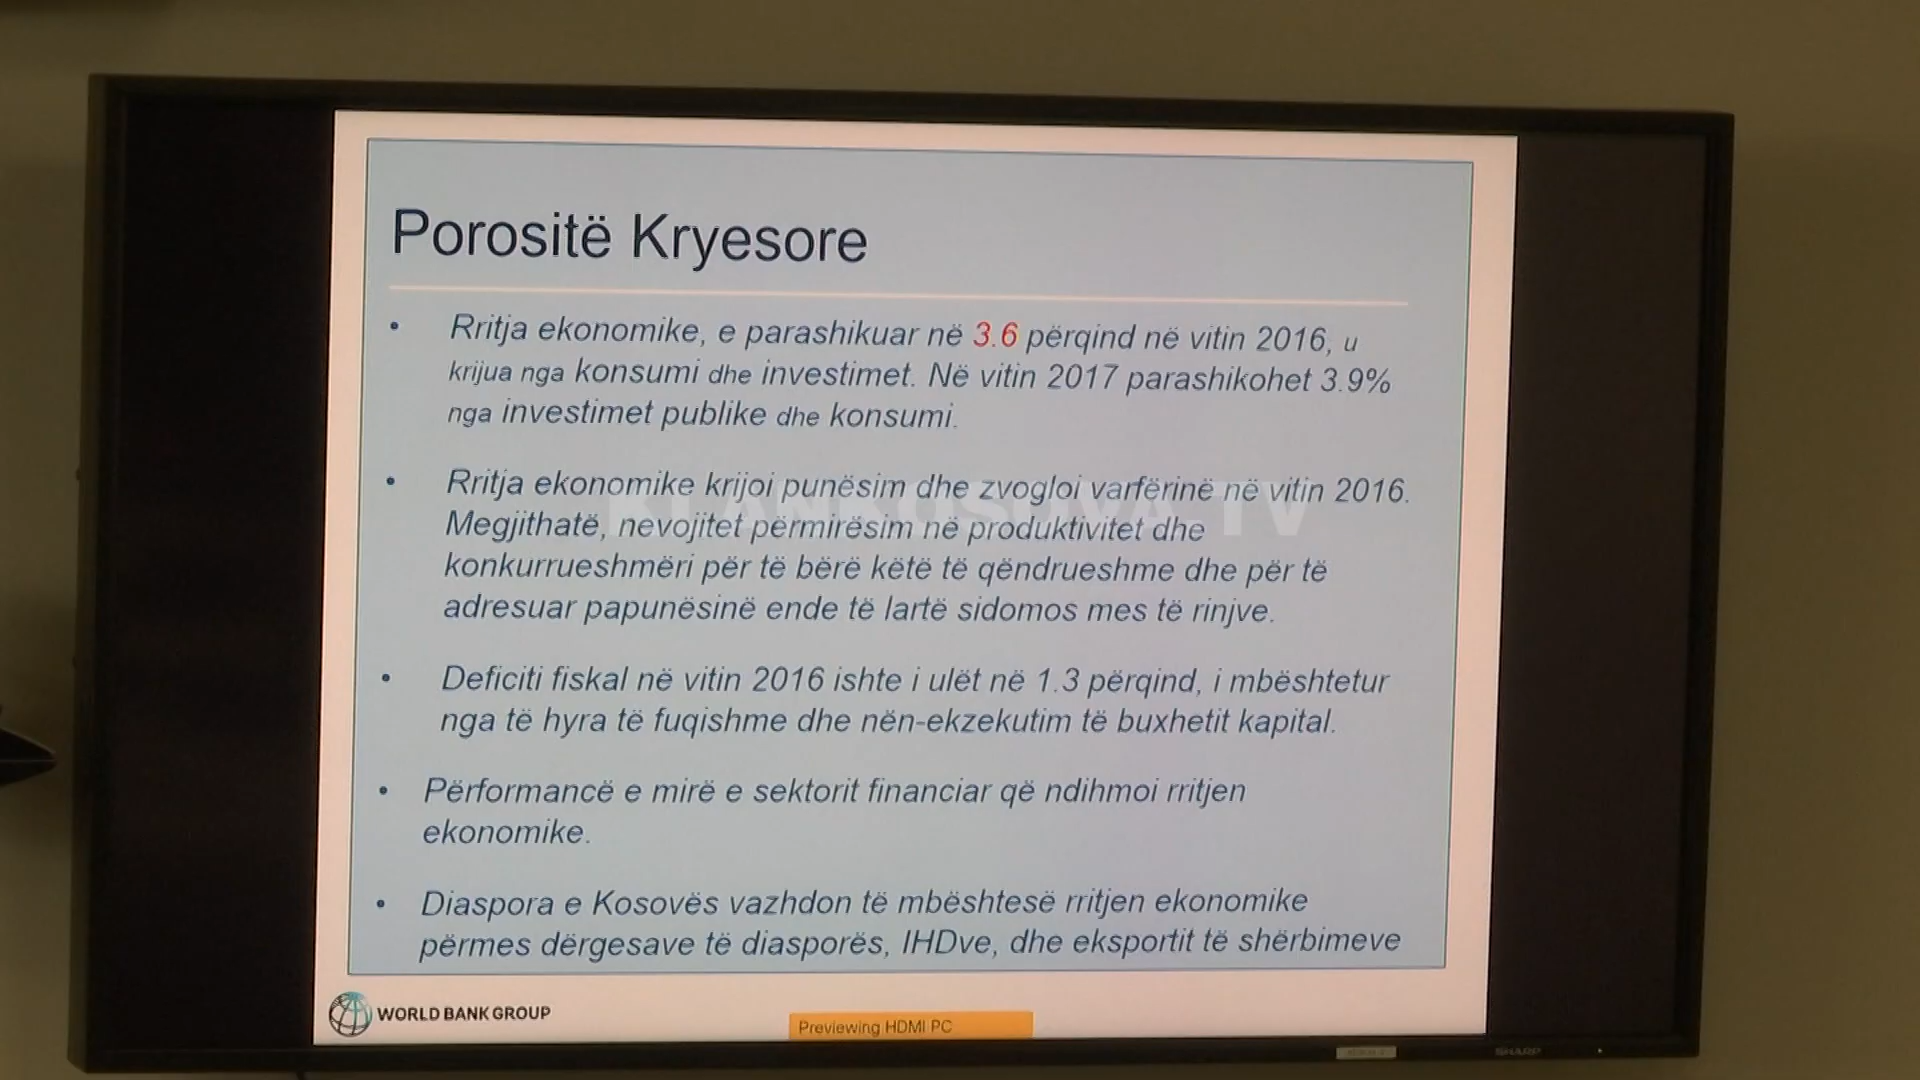 Porositë Kryesore
• Rritja ekonomike, e parashikuar në 3.6 përqind në vitin 2016, u
krijua nga konsumi dhe investimet. Në vitin 2017 parashikohet 3.9%
nga investimet publike dhe konsumi.
• Rritja ekonomike krijoi punësim dhe zvogloi varfërinë në vitin 2016.
KLANKOSOVA TV
Megjithatë, nevojitet përmirësim në produktivitet dhe
konkurrueshmëri për të bërë këtë të qëndrueshme dhe për të
adresuar papunësinë ende të lartë sidomos mes të rinjve.
• Deficiti fiskal në vitin 2016 ishte i ulët në 1.3 përqind, i mbështetur
nga të hyra të fuqishme dhe nën-ekzekutim të buxhetit kapital.
• Përformancë e mirë e sektorit financiar që ndihmoi rritjen
ekonomike.
• Diaspora e Kosovës vazhdon të mbështesë rritjen ekonomike
përmes dërgesave të diasporës, IHDve, dhe eksportit të shërbimeve
WORLD BANK GROUP
Previewing HDMI PC
SHARP